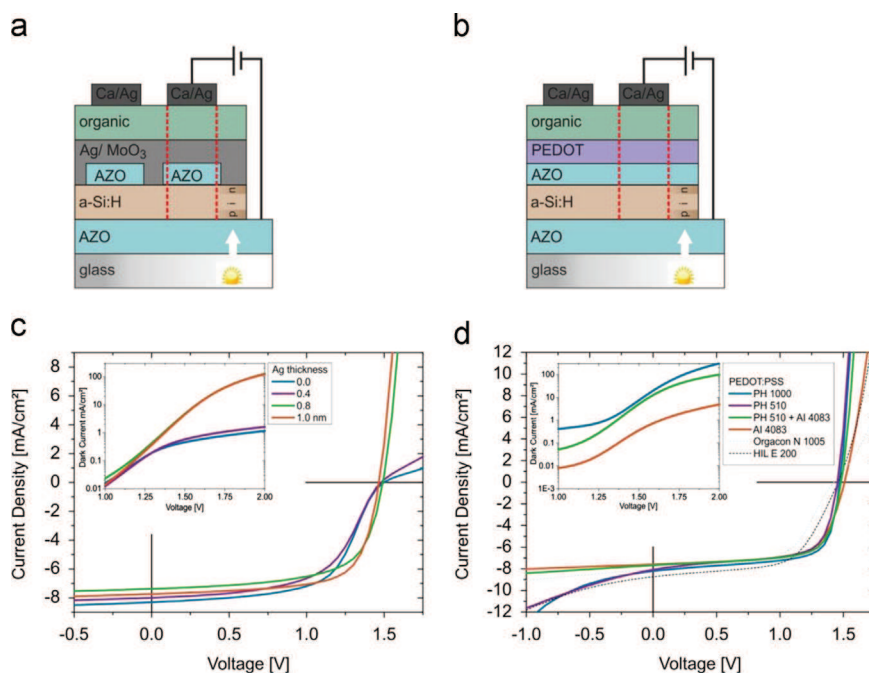 a
Ca/Ag Ca/Ag
organic
Ag/ MoO₃
AZO AZO
a-Si:H
p i n
AZO
glass
b
Ca/Ag Ca/Ag
organic
PEDOT
AZO
a-Si:H
p i n
AZO
glass
c
Current Density [mA/cm²]
8
6
4
2
0
-2
-4
-6
-8
-0.5 0.0 0.5 1.0 1.5
Voltage [V]
Dark Current [mA/cm²]
100
10
1
0.1
0.01
1.00 1.25 1.50 1.75 2.00
Voltage [V]
Ag thickness
0.0
0.4
0.8
1.0 nm
d
Current Density [mA/cm²]
12
10
8
6
4
2
0
-2
-4
-6
-8
-10
-12
-1.0 -0.5 0.0 0.5 1.0 1.5
Voltage [V]
Dark Current [mA/cm²]
100
10
1
0.1
0.01
1E-3
1.00 1.25 1.50 1.75 2.00
Voltage [V]
PEDOT:PSS
PH 1000
PH 510
PH 510 + AI 4083
AI 4083
Orgacon N 1005
HIL E 200